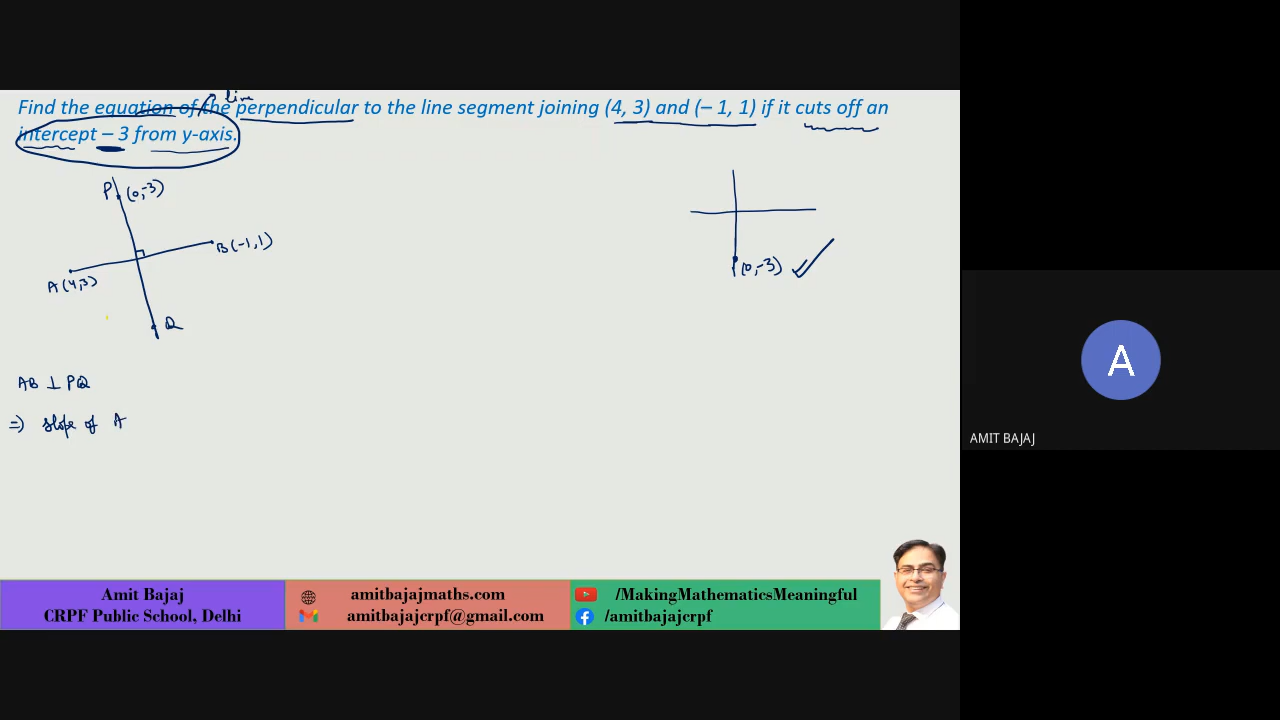 line
Find the equation of the perpendicular to the line segment joining (4, 3) and (– 1, 1) if it cuts off an
intercept – 3 from y-axis.
P (0,-3)
B(-1,1)
A (4,3)
Q
(0,-3)
AB ⊥ PQ
=) slope of A
A
AMIT BAJAJ
Amit Bajaj
CRPF Public School, Delhi
amitbajajmaths.com
amitbajajcrpf@gmail.com
/MakingMathematicsMeaningful
/amitbajajcrpf